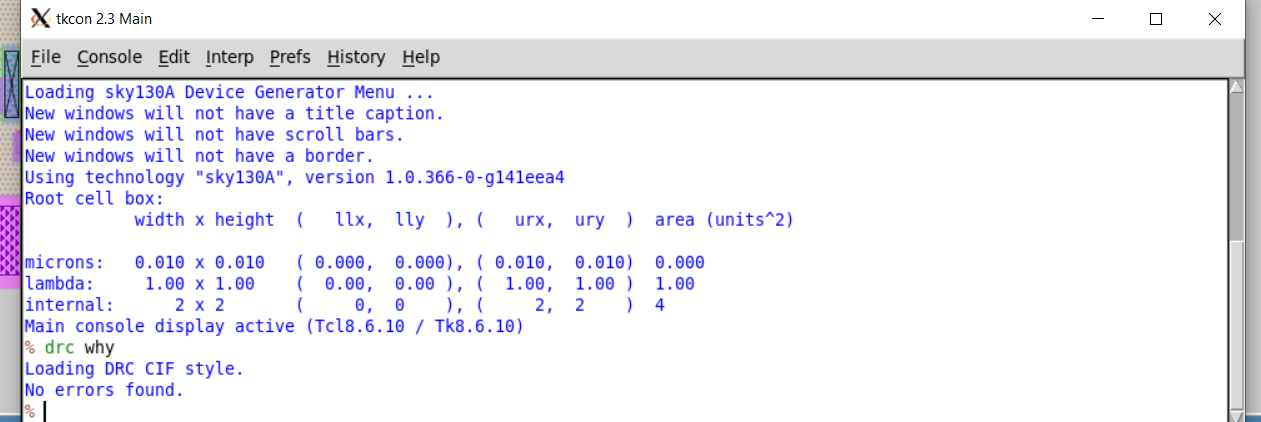 tkcon 2.3 Main
File Console Edit Interp Prefs History Help
Loading sky130A Device Generator Menu ...
New windows will not have a title caption.
New windows will not have scroll bars.
New windows will not have a border.
Using technology "sky130A", version 1.0.366-0-g141eea4
Root cell box:
           width x height  (   llx,  lly  ), (   urx,  ury  )  area (units^2)
microns:   0.010 x 0.010   ( 0.000,  0.000), ( 0.010,  0.010)  0.000
lambda:     1.00 x 1.00    (  0.00,  0.00 ), (  1.00,  1.00 )  1.00
internal:      2 x 2       (     0,  0    ), (     2,  2    )  4
Main console display active (Tcl8.6.10 / Tk8.6.10)
% drc why
Loading DRC CIF style.
No errors found.
%